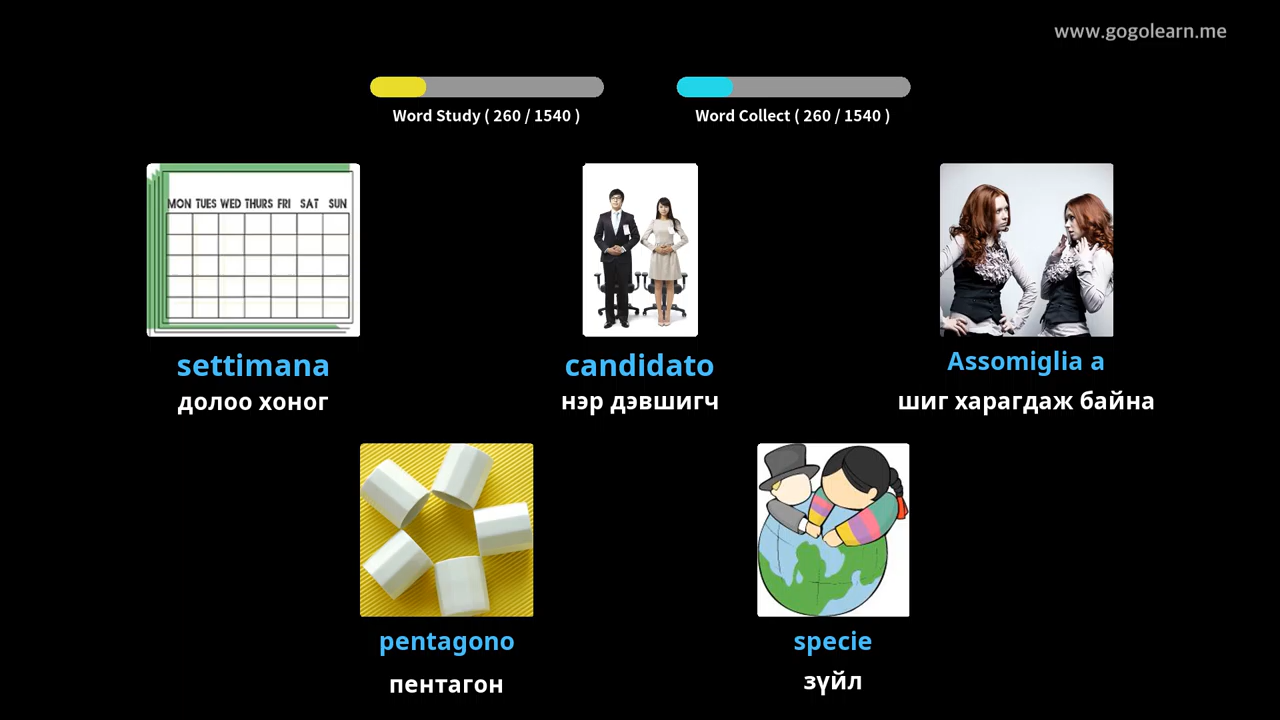 www.gogolearn.me
Word Study ( 260 / 1540 )
Word Collect ( 260 / 1540 )
MON TUES WED THURS FRI SAT SUN
settimana
долоо хоног
candidato
нэр дэвшигч
Assomiglia a
шиг харагдаж байна
pentagono
пентагон
specie
зүйл